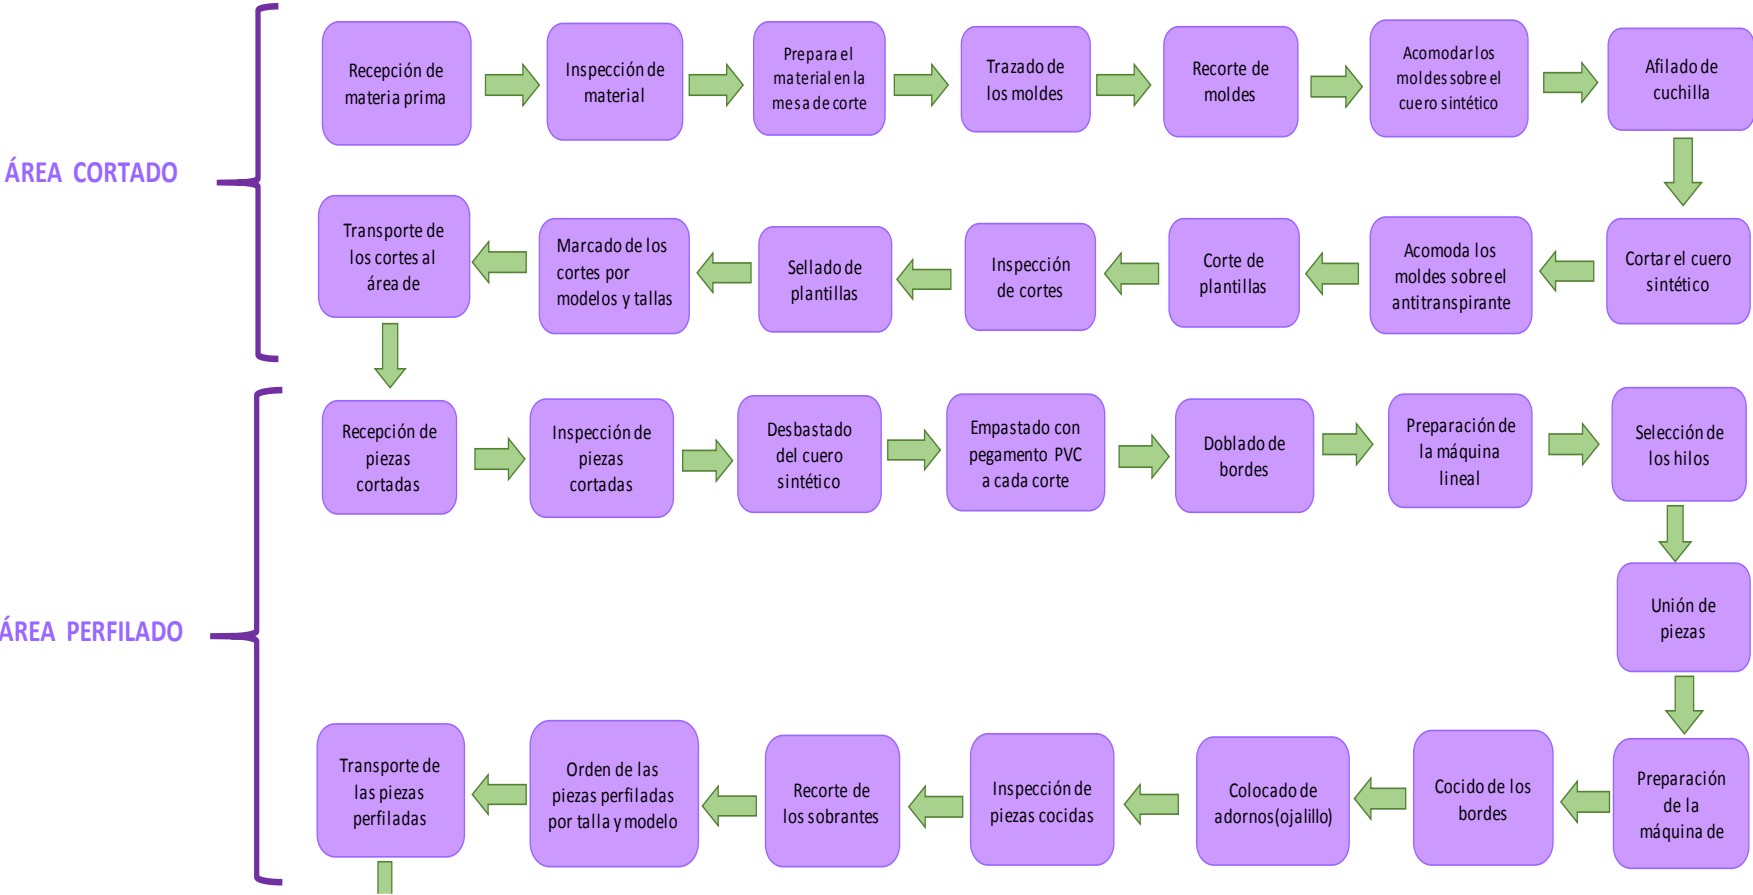 ÁREA CORTADO
Recepción de
materia prima
Inspección de
material
Prepara el
material en la
mesa de corte
Trazado de
los moldes
Recorte de
moldes
Acomodar los
moldes sobre el
cuero sintético
Afilado de
cuchilla
Cortar el cuero
sintético
Acomoda los
moldes sobre el
antitranspirante
Corte de
plantillas
Inspección
de cortes
Sellado de
plantillas
Marcado de los
cortes por
modelos y tallas
Transporte de
los cortes al
área de
ÁREA PERFILADO
Recepción de
piezas
cortadas
Inspección de
piezas
cortadas
Desbastado
del cuero
sintético
Empastado con
pegamento PVC
a cada corte
Doblado de
bordes
Preparación de
la máquina
lineal
Selección de
los hilos
Unión de
piezas
Preparación
de la
máquina de
Cocido de los
bordes
Colocado de
adornos(ojalillo)
Inspección de
piezas cocidas
Recorte de
los sobrantes
Orden de las
piezas perfiladas
por talla y modelo
Transporte de
las piezas
perfiladas